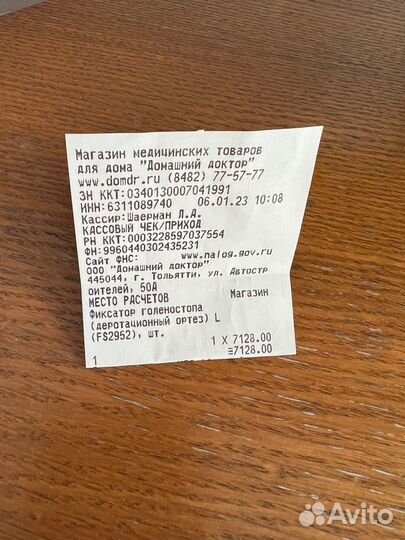 Магазин медицинских товаров
для дома "Домашний доктор"
www.domdr.ru (8482) 77-57-77
ЗН ККТ:0340130007041991
ИНН:6311089740 06.01.23 10:08
Кассир:Шаерман Л.А.
КАССОВЫЙ ЧЕК/ПРИХОД
РН ККТ:0003228597037554
ФН:9960440302435231
Сайт ФНС: www.nalog.gov.ru
ООО "Домашний доктор"
445044, г. Тольятти, ул. Автостр
оителей, 50А
МЕСТО РАСЧЕТОВ Магазин
Фиксатор голеностопа
(деротационный ортез) L
(FS2952), шт.
1 X 7128.00
1 ≡7128.00
Avito